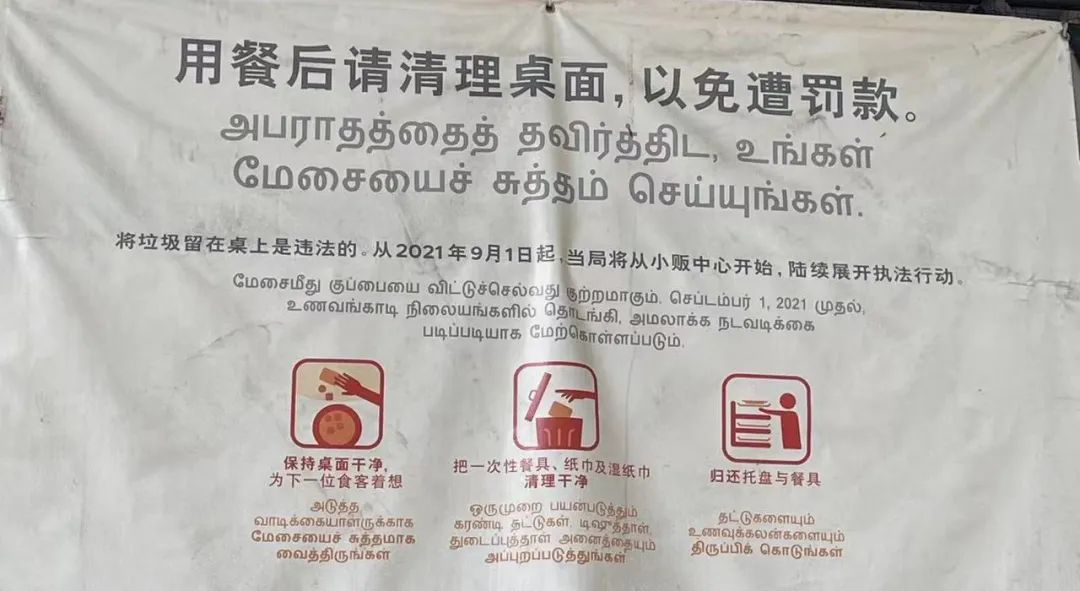 用餐后请清理桌面，以免遭罚款。
அபராதத்தைத் தவிர்த்திட, உங்கள்
மேசையைச் சுத்தம் செய்யுங்கள்.
将垃圾留在桌上是违法的。从2021年9月1日起，当局将从小贩中心开始，陆续展开执法行动。
மேசைமீது குப்பையை விட்டுச்செல்வது குற்றமாகும். செப்டம்பர் 1, 2021 முதல்,
உணவங்காடி நிலையங்களில் தொடங்கி, அமலாக்க நடவடிக்கை
படிப்படியாக மேற்கொள்ளப்படும்.
保持桌面干净，
为下一位食客着想
அடுத்த
வாடிக்கையாளருக்காக
மேசையைச் சுத்தமாக
வைத்திருங்கள்
把一次性餐具、纸巾及湿纸巾
清理干净
ஒருமுறை பயன்படுத்தும்
கரண்டி தட்டுகள், டிஷுத்தாள்,
துடைப்புத்தாள் அனைத்தையும்
அப்புறப்படுத்துங்கள்
归还托盘与餐具
தட்டுகளையும்
உணவுக்கலன்களையும்
திருப்பிக் கொடுங்கள்